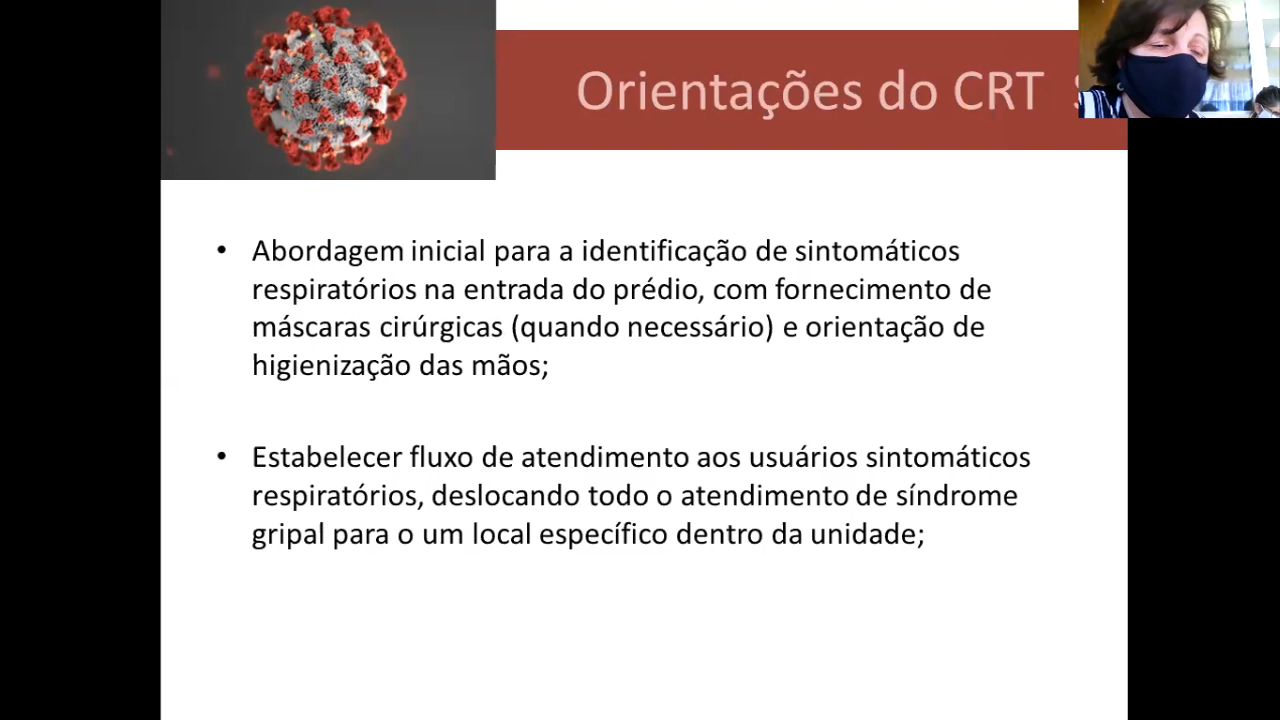 Orientações do CRT
• Abordagem inicial para a identificação de sintomáticos
respiratórios na entrada do prédio, com fornecimento de
máscaras cirúrgicas (quando necessário) e orientação de
higienização das mãos;
• Estabelecer fluxo de atendimento aos usuários sintomáticos
respiratórios, deslocando todo o atendimento de síndrome
gripal para o um local específico dentro da unidade;